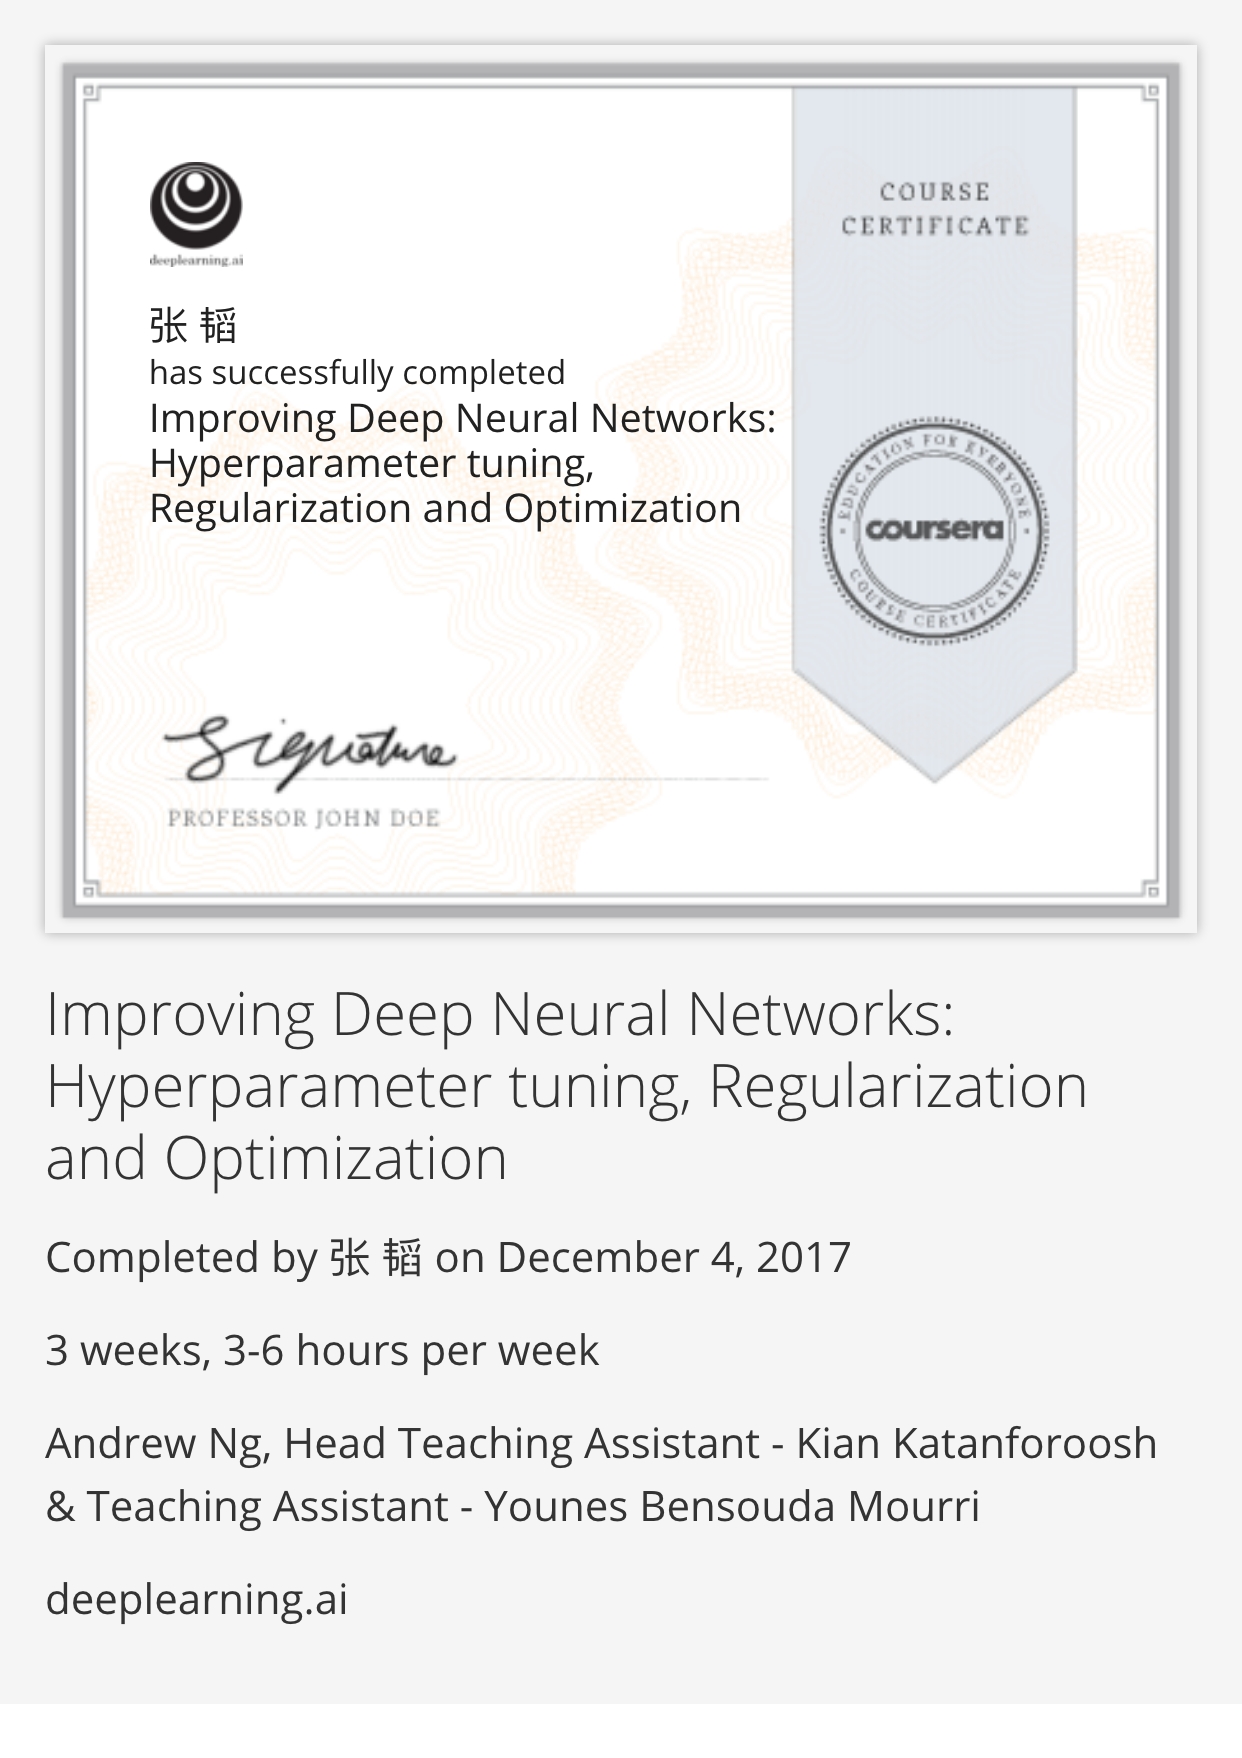 deeplearning.ai
张 韬
has successfully completed
Improving Deep Neural Networks:
Hyperparameter tuning,
Regularization and Optimization
Signature
PROFESSOR JOHN DOE
COURSE
CERTIFICATE
EDUCATION FOR EVERYONE
coursera
COURSE CERTIFICATE
Improving Deep Neural Networks:
Hyperparameter tuning, Regularization
and Optimization
Completed by 张 韬 on December 4, 2017
3 weeks, 3-6 hours per week
Andrew Ng, Head Teaching Assistant - Kian Katanforoosh
& Teaching Assistant - Younes Bensouda Mourri
deeplearning.ai